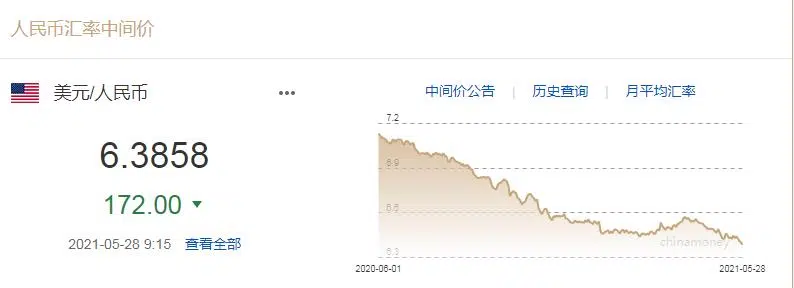 人民币汇率中间价
美元/人民币
•••
6.3858
172.00
2021-05-28 9:15 查看全部
中间价公告 | 历史查询 | 月平均汇率
7.2
6.9
6.6
6.3
chinamoney
2020-06-01 2021-05-28